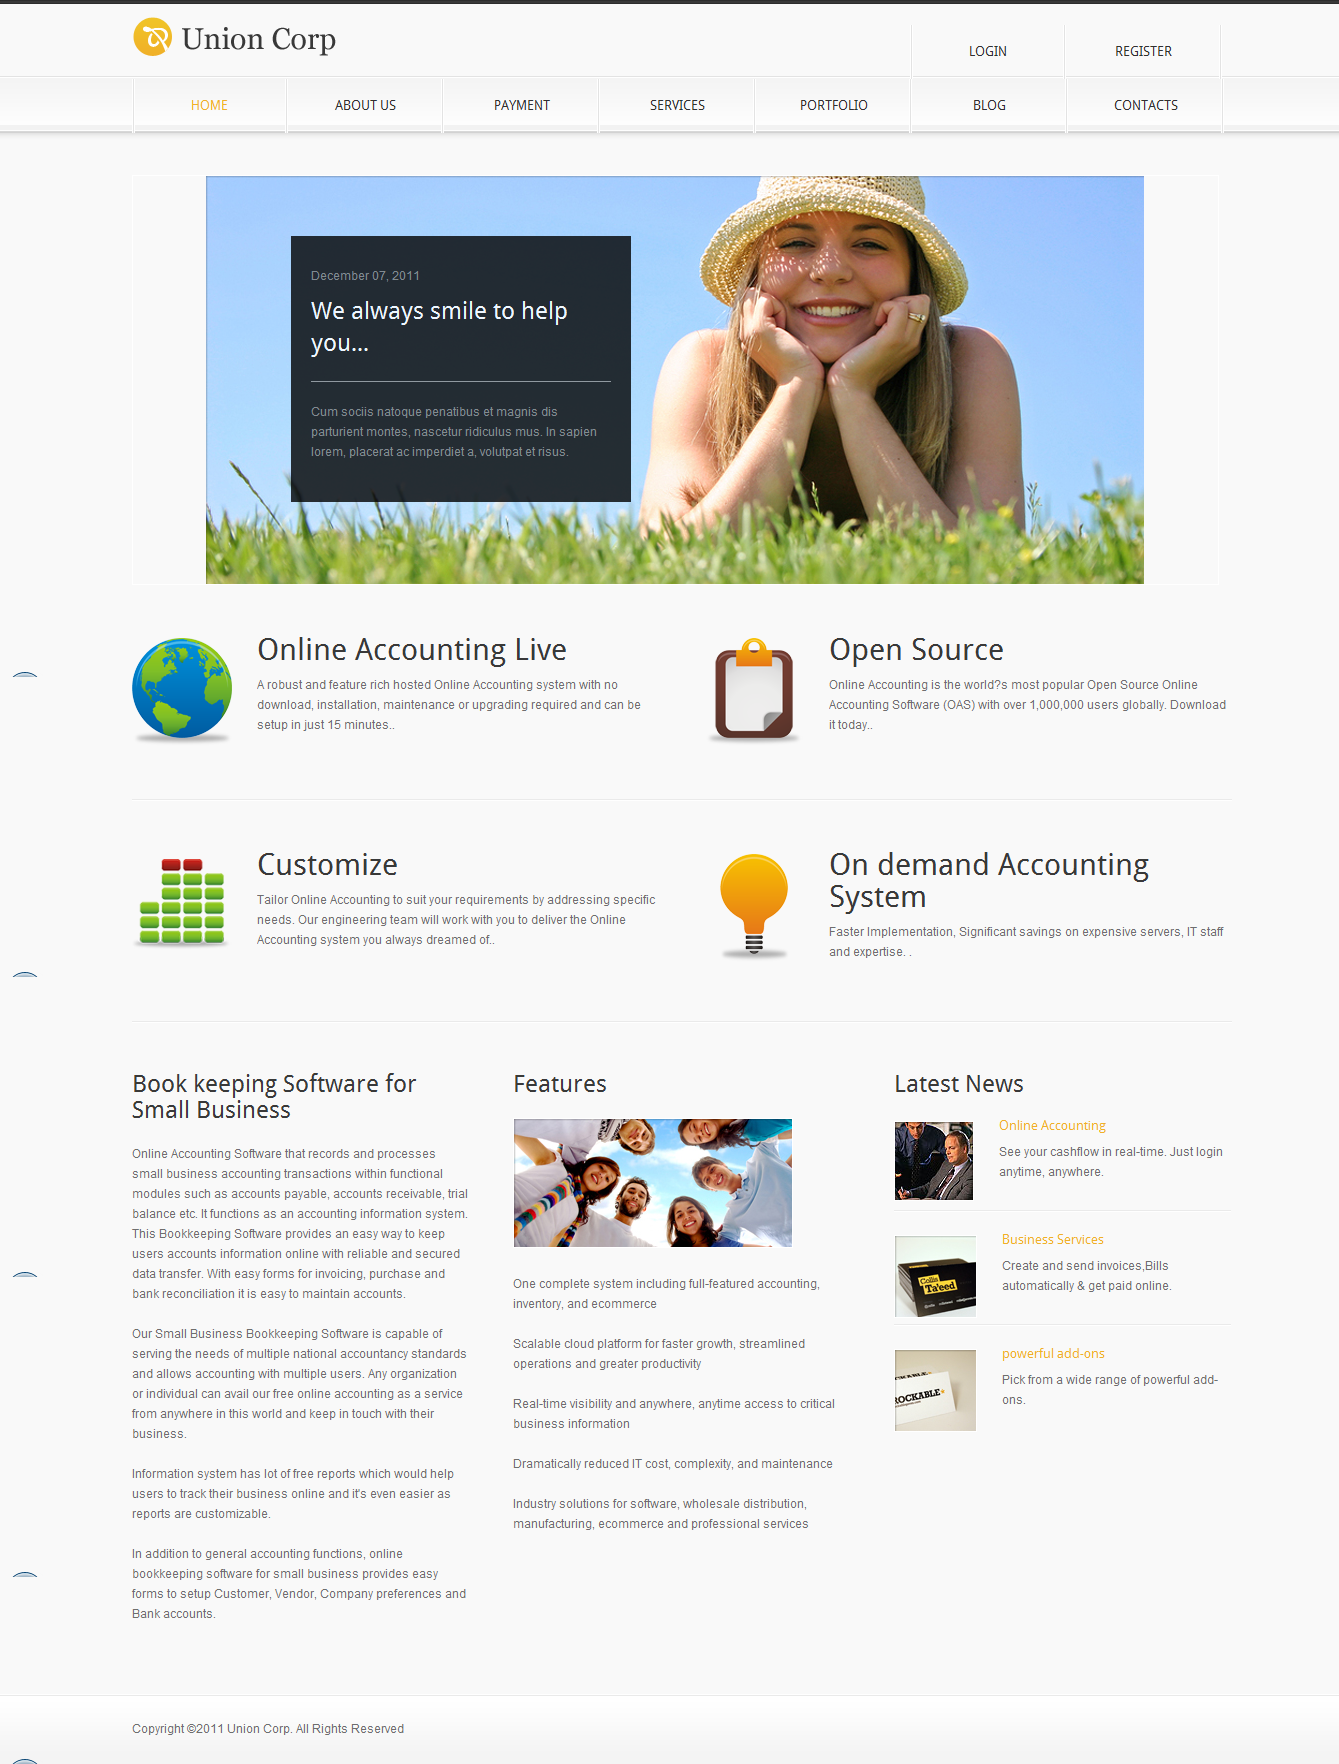 Union Corp
LOGIN
REGISTER
HOME
ABOUT US
PAYMENT
SERVICES
PORTFOLIO
BLOG
CONTACTS
December 07, 2011
We always smile to help
you...
Cum sociis natoque penatibus et magnis dis
parturient montes, nascetur ridiculus mus. In sapien
lorem, placerat ac imperdiet a, volutpat et risus.
Online Accounting Live
A robust and feature rich hosted Online Accounting system with no
download, installation, maintenance or upgrading required and can be
setup in just 15 minutes..
Open Source
Online Accounting is the world?s most popular Open Source Online
Accounting Software (OAS) with over 1,000,000 users globally. Download
it today..
Customize
Tailor Online Accounting to suit your requirements by addressing specific
needs. Our engineering team will work with you to deliver the Online
Accounting system you always dreamed of..
On demand Accounting
System
Faster Implementation, Significant savings on expensive servers, IT staff
and expertise. .
Book keeping Software for
Small Business
Online Accounting Software that records and processes
small business accounting transactions within functional
modules such as accounts payable, accounts receivable, trial
balance etc. It functions as an accounting information system.
This Bookkeeping Software provides an easy way to keep
users accounts information online with reliable and secured
data transfer. With easy forms for invoicing, purchase and
bank reconciliation it is easy to maintain accounts.
Our Small Business Bookkeeping Software is capable of
serving the needs of multiple national accountancy standards
and allows accounting with multiple users. Any organization
or individual can avail our free online accounting as a service
from anywhere in this world and keep in touch with their
business.
Information system has lot of free reports which would help
users to track their business online and it's even easier as
reports are customizable.
In addition to general accounting functions, online
bookkeeping software for small business provides easy
forms to setup Customer, Vendor, Company preferences and
Bank accounts.
Features
One complete system including full-featured accounting,
inventory, and ecommerce
Scalable cloud platform for faster growth, streamlined
operations and greater productivity
Real-time visibility and anywhere, anytime access to critical
business information
Dramatically reduced IT cost, complexity, and maintenance
Industry solutions for software, wholesale distribution,
manufacturing, ecommerce and professional services
Latest News
Online Accounting
See your cashflow in real-time. Just login
anytime, anywhere.
Collis
Ta'eed
Business Services
Create and send invoices,Bills
automatically & get paid online.
ROCKABLE
powerful add-ons
Pick from a wide range of powerful add-
ons.
Copyright ©2011 Union Corp. All Rights Reserved